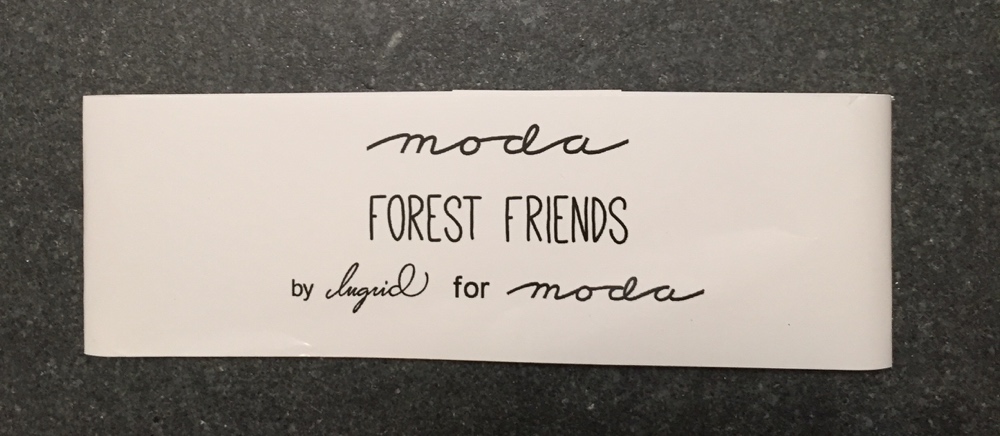 moda
FOREST FRIENDS
by Ingrid for moda